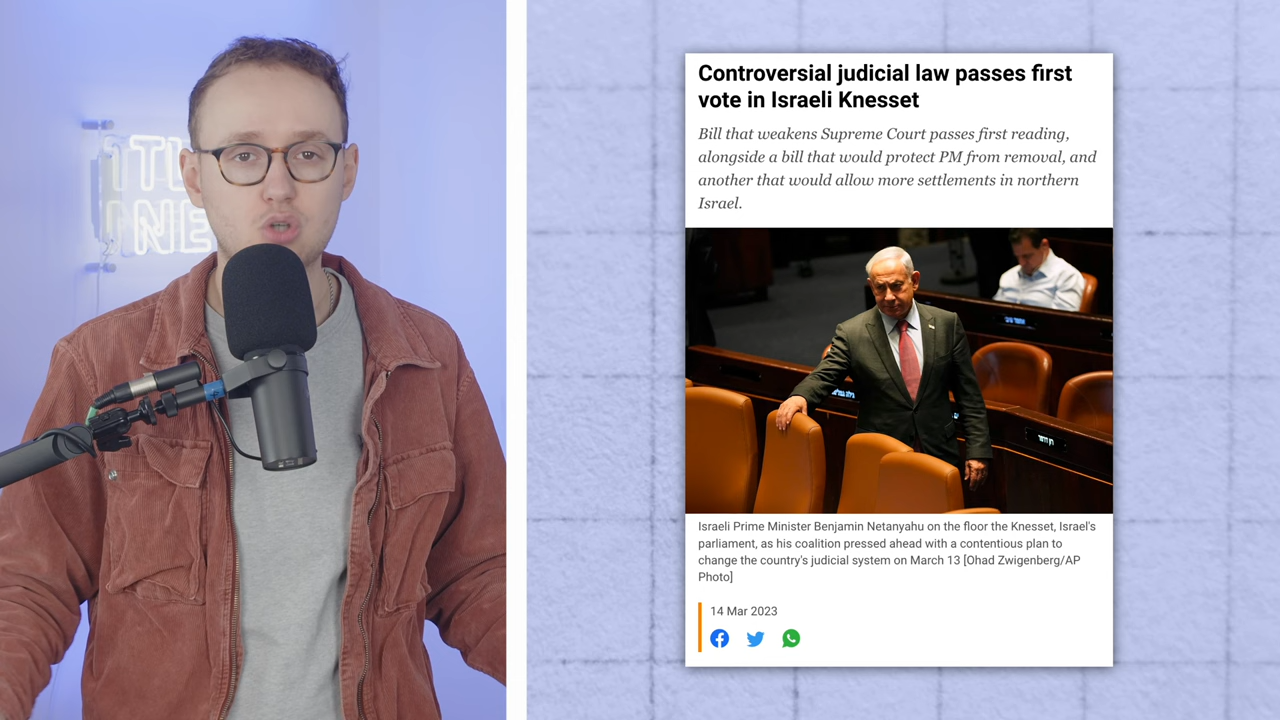 Controversial judicial law passes first
vote in Israeli Knesset
Bill that weakens Supreme Court passes first reading,
alongside a bill that would protect PM from removal, and
another that would allow more settlements in northern
Israel.
Israeli Prime Minister Benjamin Netanyahu on the floor the Knesset, Israel's
parliament, as his coalition pressed ahead with a contentious plan to
change the country's judicial system on March 13 [Ohad Zwigenberg/AP
Photo]
14 Mar 2023